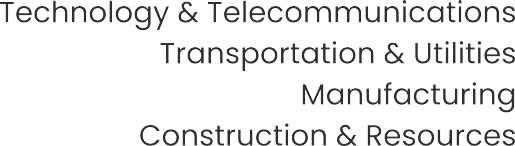 Technology & Telecommunications
Transportation & Utilities
Manufacturing
Construction & Resources